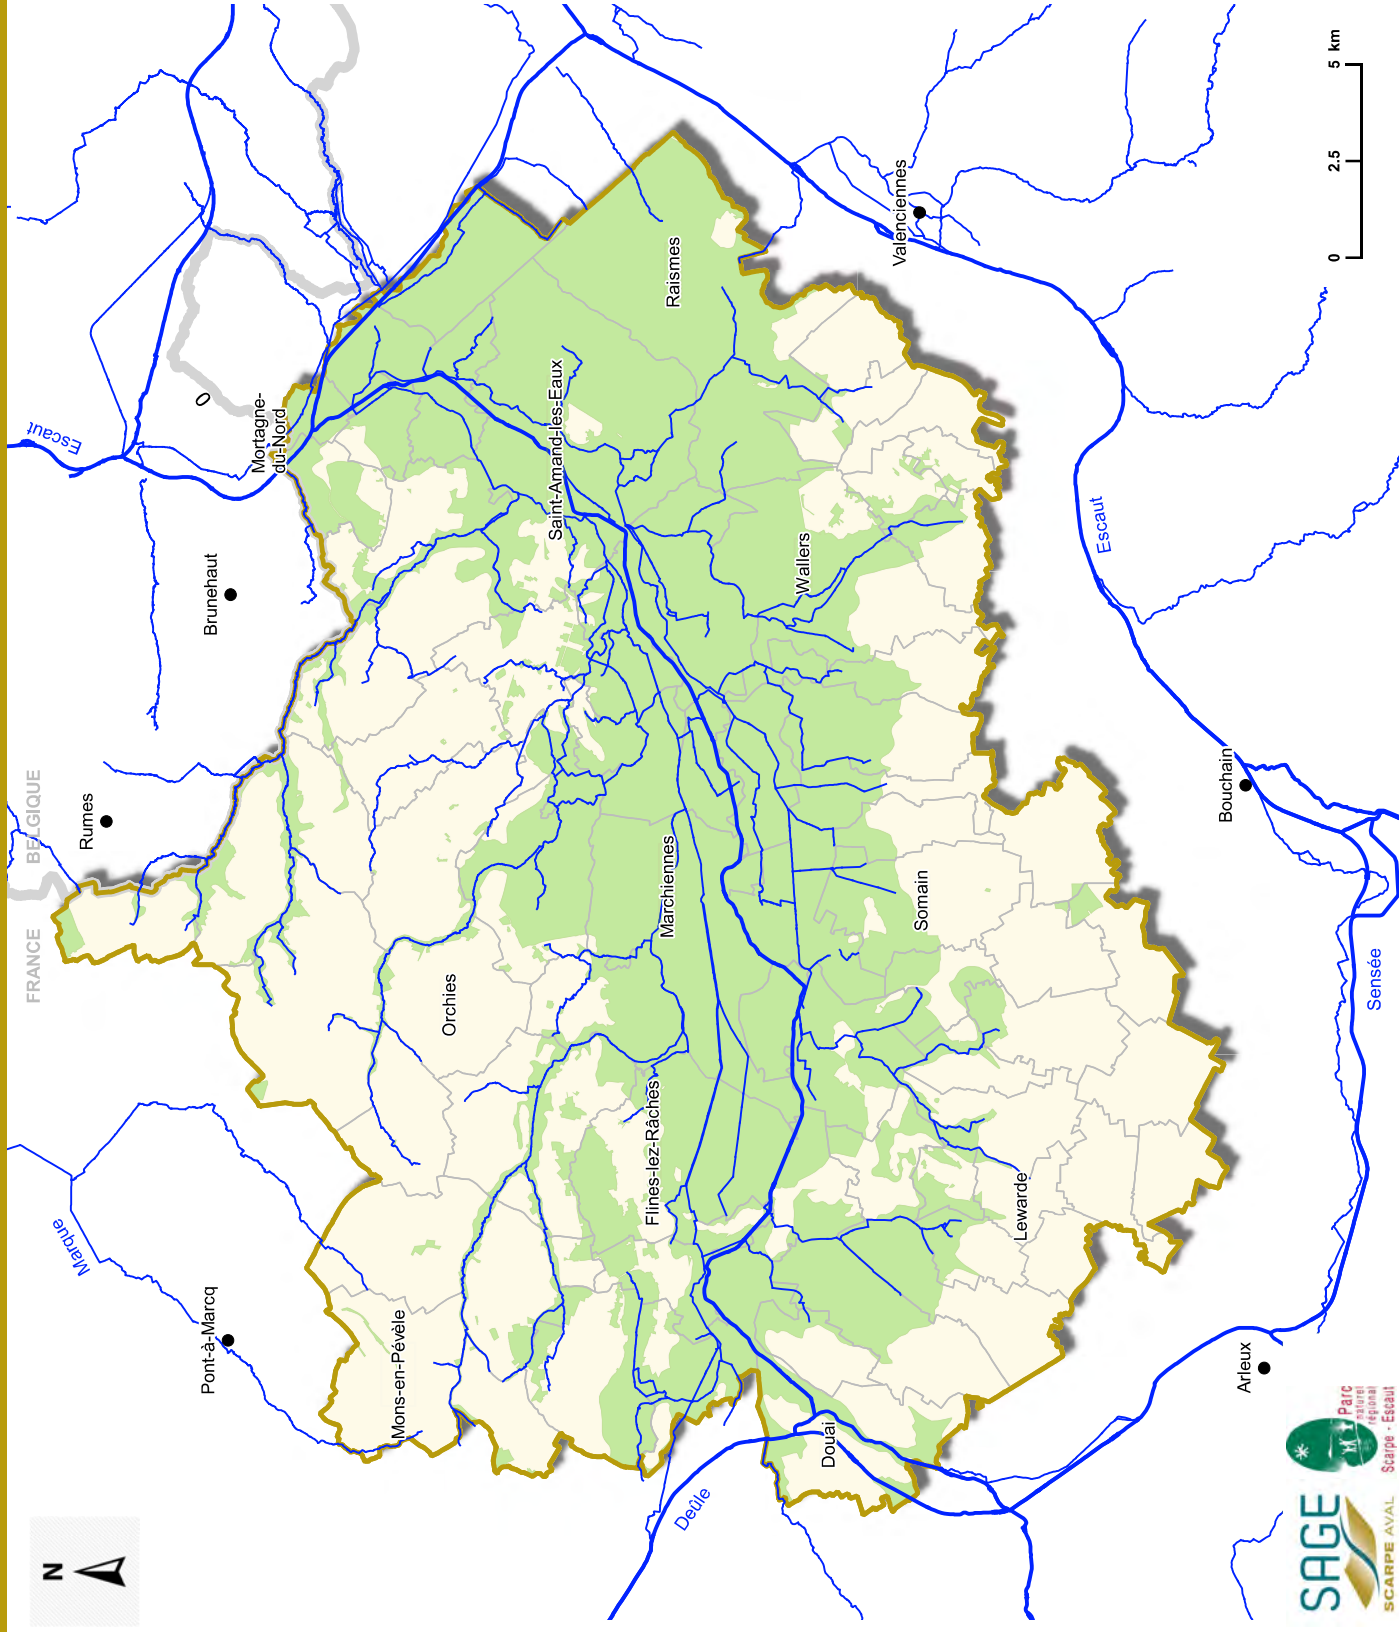 N
FRANCE
BELGIQUE
Rumes
Brunehaut
Escaut
Mortagne-
du-Nord
Marque
Pont-à-Marcq
Mons-en-Pévèle
Orchies
Saint-Amand-les-Eaux
Raismes
Flines-lez-Râches
Marchiennes
Wallers
Valenciennes
Deûle
Douai
Somain
Lewarde
Escaut
Bouchain
Sensée
Arleux
0
2.5
5 km
SAGE
SCARPE AVAL
Parc
naturel
régional
Scarpe - Escaut
0